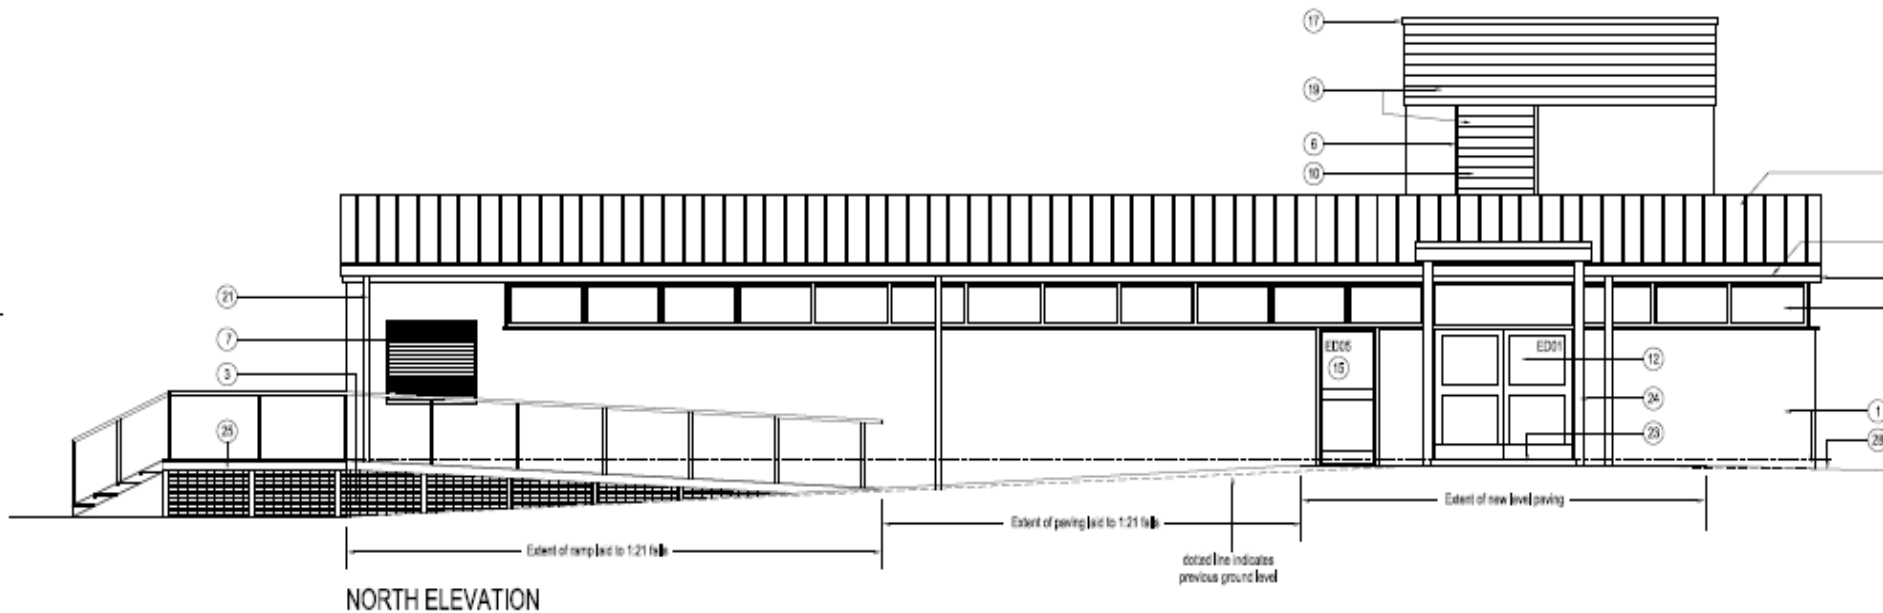 17
19
6
10
21
7
3
25
ED05
15
ED01
12
24
23
1
28
Extent of new level paving
Extent of paving laid to 1:21 falls
Extent of ramp laid to 1:21 falls
dotted line indicates
previous ground level
NORTH ELEVATION